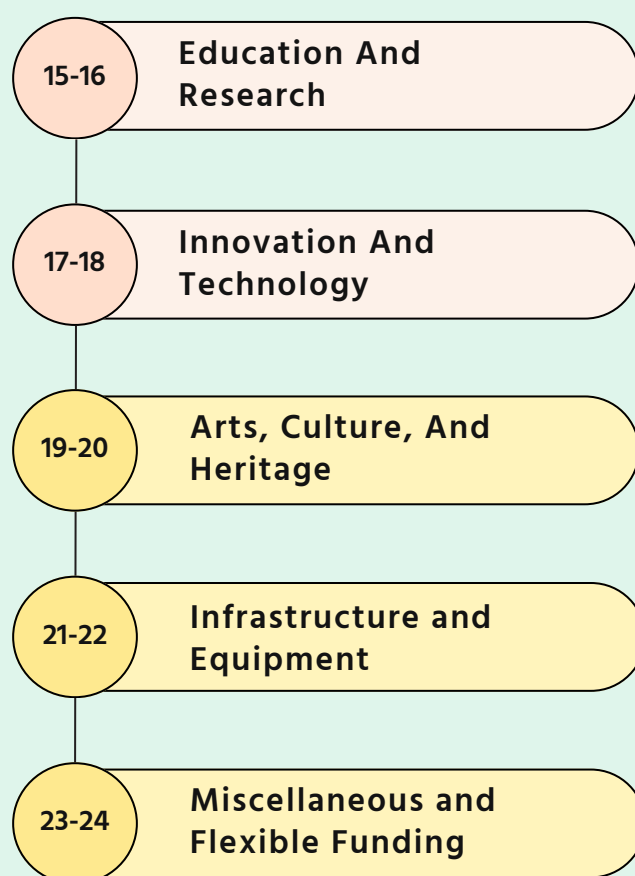 15-16
Education And
Research
17-18
Innovation And
Technology
19-20
Arts, Culture, And
Heritage
21-22
Infrastructure and
Equipment
23-24
Miscellaneous and
Flexible Funding